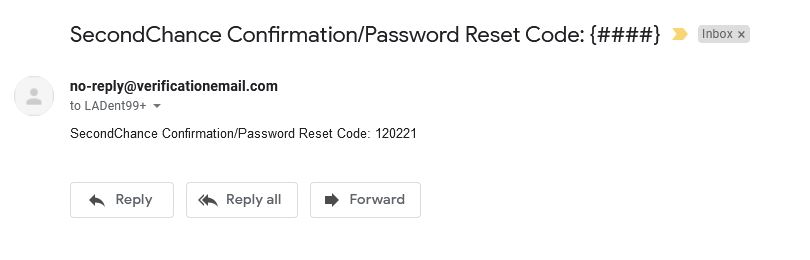 SecondChance Confirmation/Password Reset Code: {####}
Inbox x
no-reply@verificationemail.com
to LADent99+
SecondChance Confirmation/Password Reset Code: 120221
Reply
Reply all
Forward